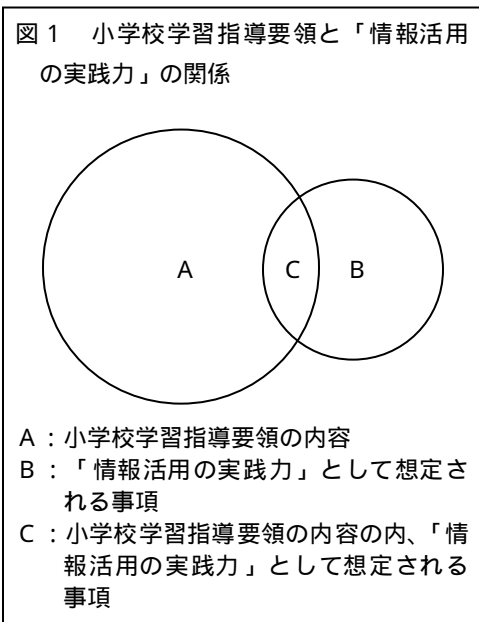 図1 小学校学習指導要領と「情報活用
の実践力」の関係
A C B
A:小学校学習指導要領の内容
B:「情報活用の実践力」として想定さ
れる事項
C:小学校学習指導要領の内容の内、「情
報活用の実践力」として想定される
事項